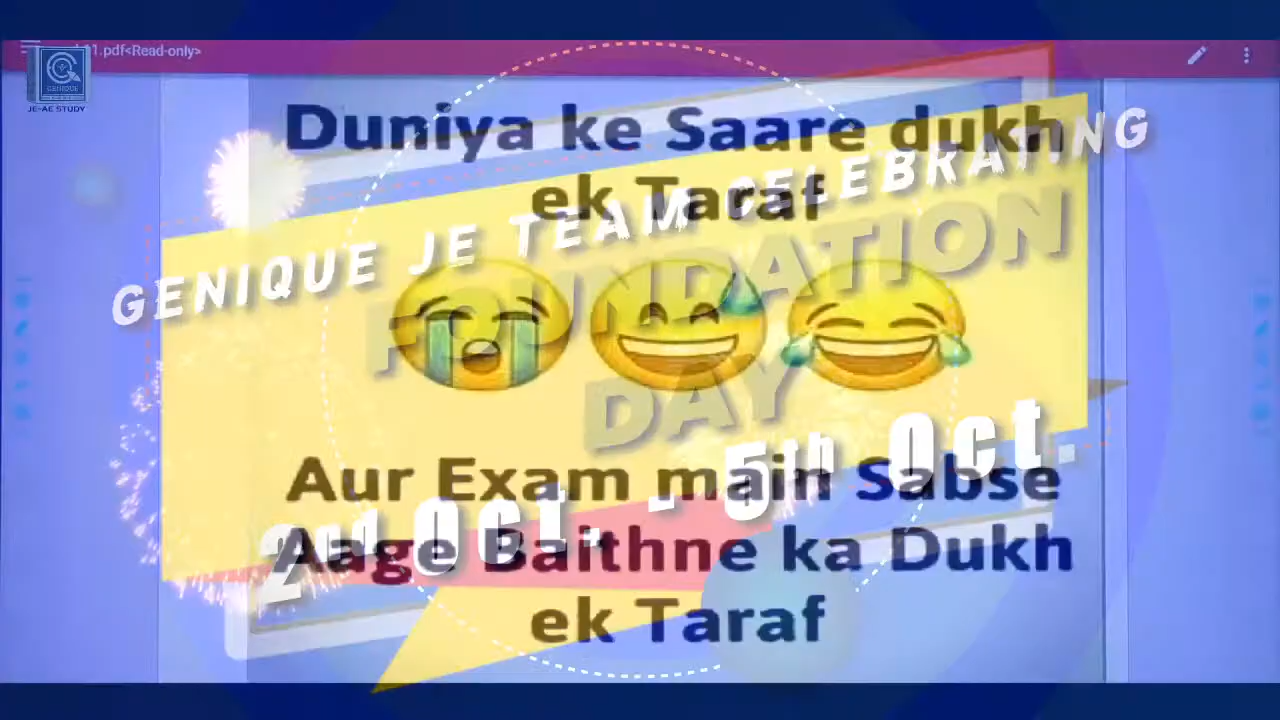 1.pdf<Read-only>
GENIQUE
JE-AE STUDY
Duniya ke Saare dukh
ek Taraf
GENIQUE JE TEAM CELEBRATING
FOUNDATION
DAY
2nd Oct. - 5th Oct.
Aur Exam main Sabse
Aage Baithne ka Dukh
ek Taraf